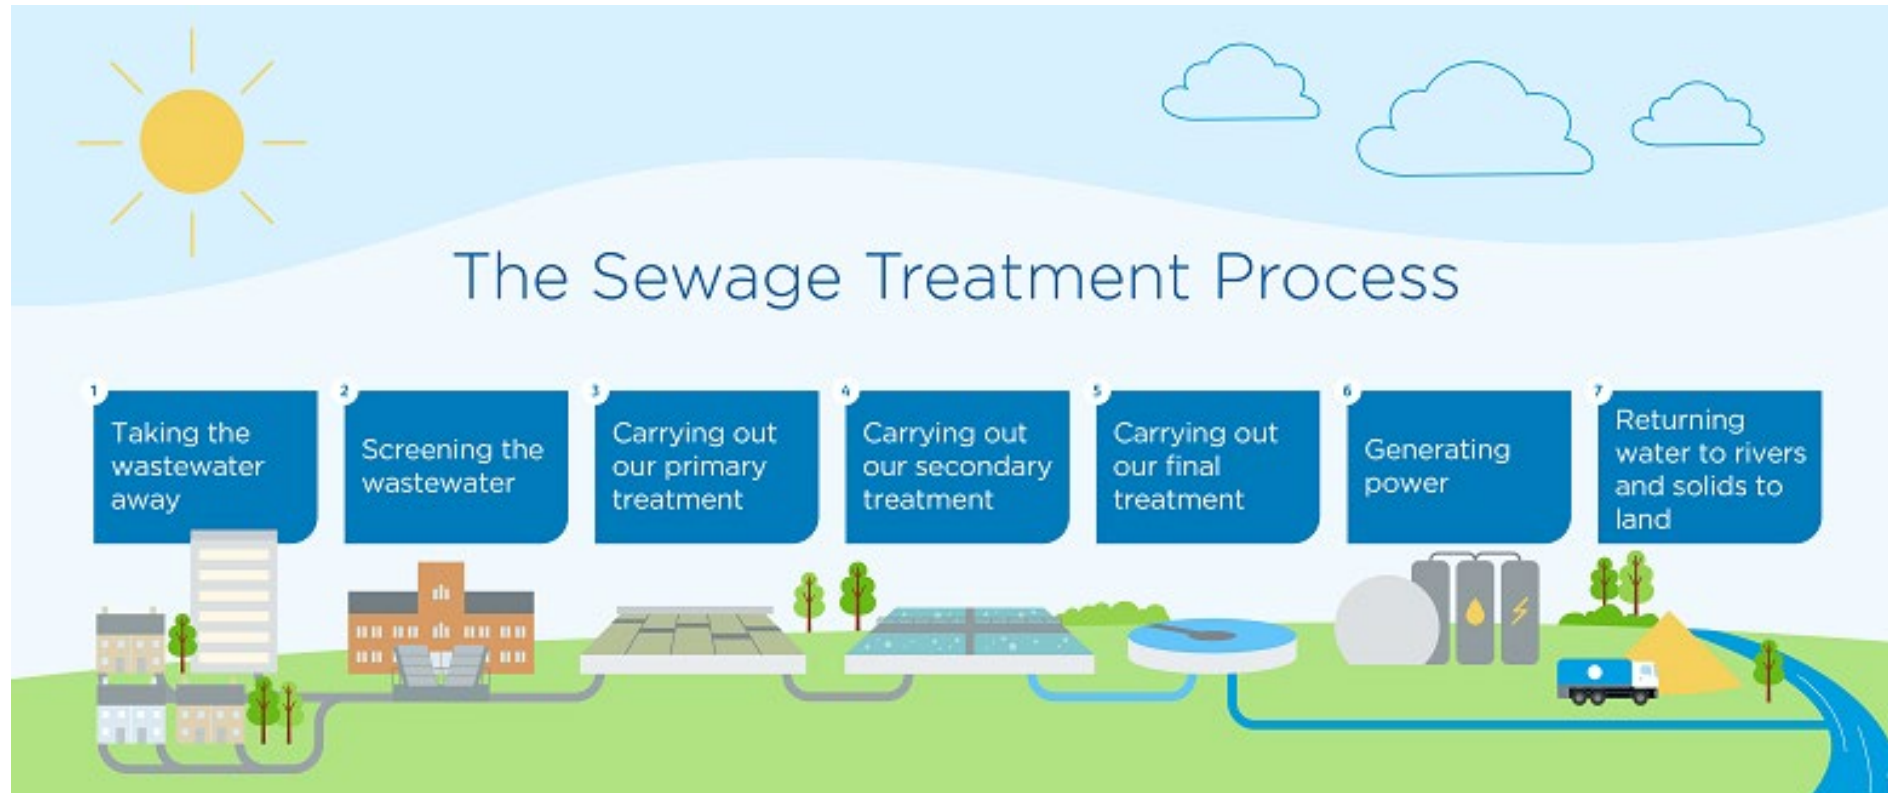 The Sewage Treatment Process
1
Taking the
wastewater
away
2
Screening the
wastewater
3
Carrying out
our primary
treatment
4
Carrying out
our secondary
treatment
5
Carrying out
our final
treatment
6
Generating
power
7
Returning
water to rivers
and solids to
land